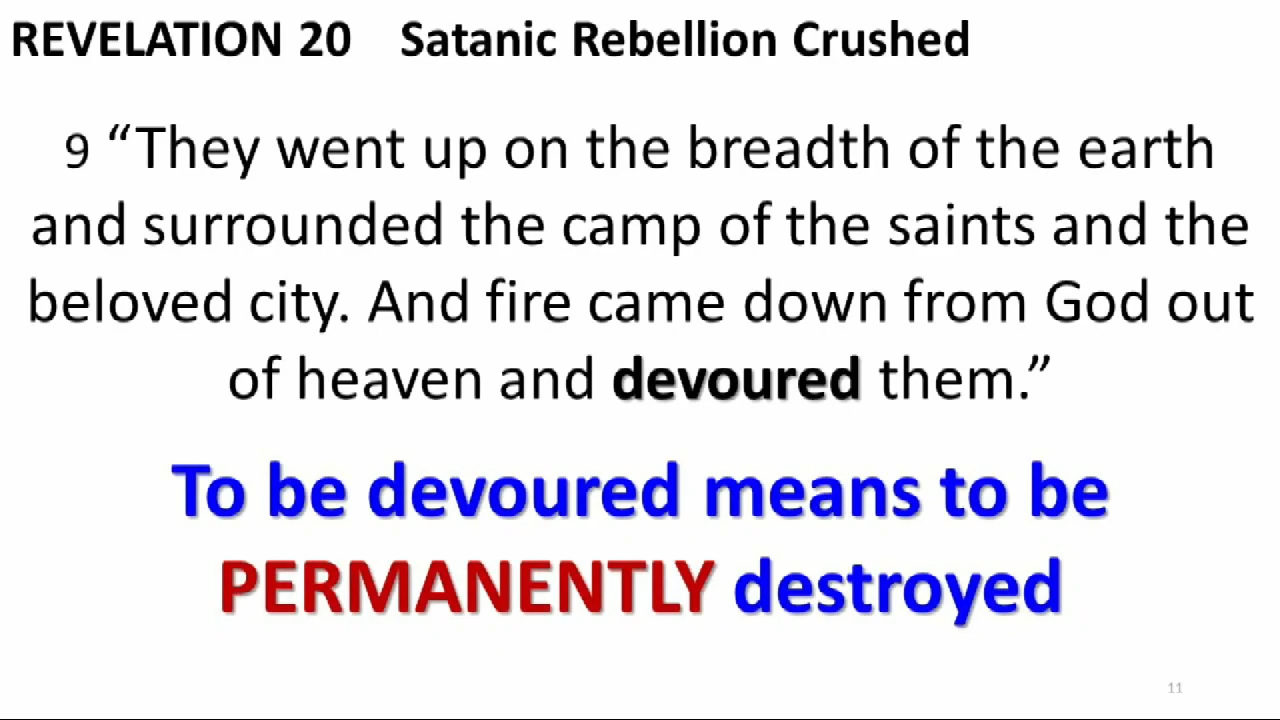 REVELATION 20 Satanic Rebellion Crushed
9 “They went up on the breadth of the earth
and surrounded the camp of the saints and the
beloved city. And fire came down from God out
of heaven and devoured them.”
To be devoured means to be
PERMANENTLY destroyed
11